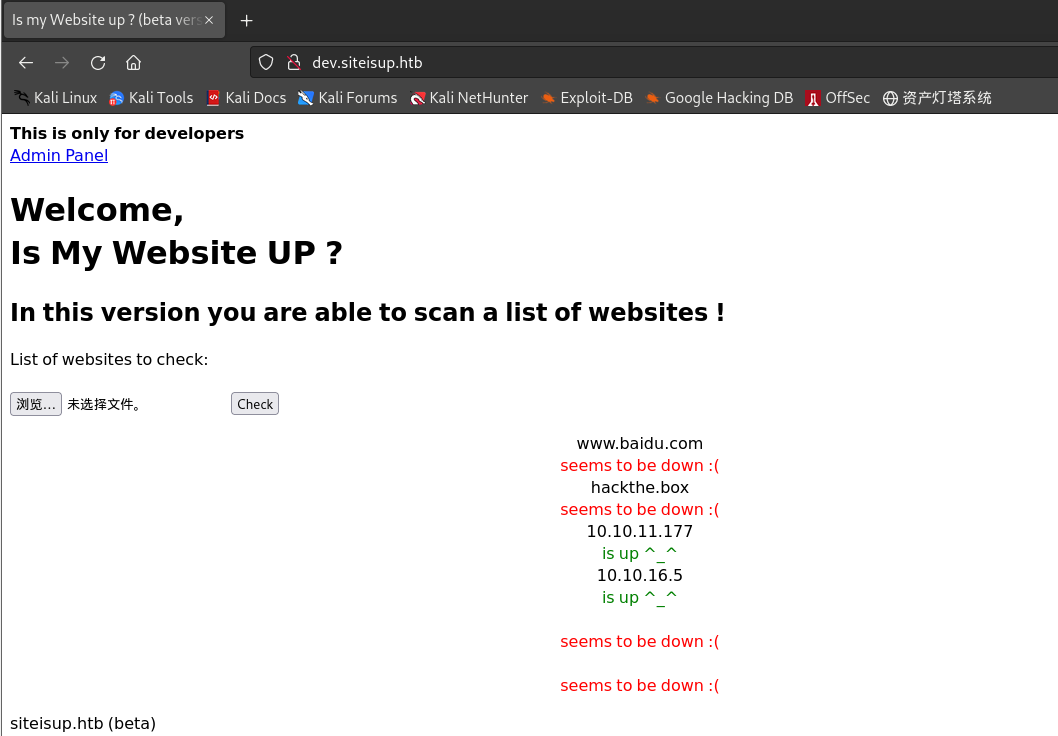 Is my Website up ? (beta vers
dev.siteisup.htb
Kali Linux Kali Tools Kali Docs Kali Forums Kali NetHunter Exploit-DB Google Hacking DB OffSec 资产灯塔系统
This is only for developers
Admin Panel
Welcome,
Is My Website UP ?
In this version you are able to scan a list of websites !
List of websites to check:
浏览... 未选择文件。 Check
www.baidu.com
seems to be down :(
hackthe.box
seems to be down :(
10.10.11.177
is up ^_^
10.10.16.5
is up ^_^
seems to be down :(
seems to be down :(
siteisup.htb (beta)